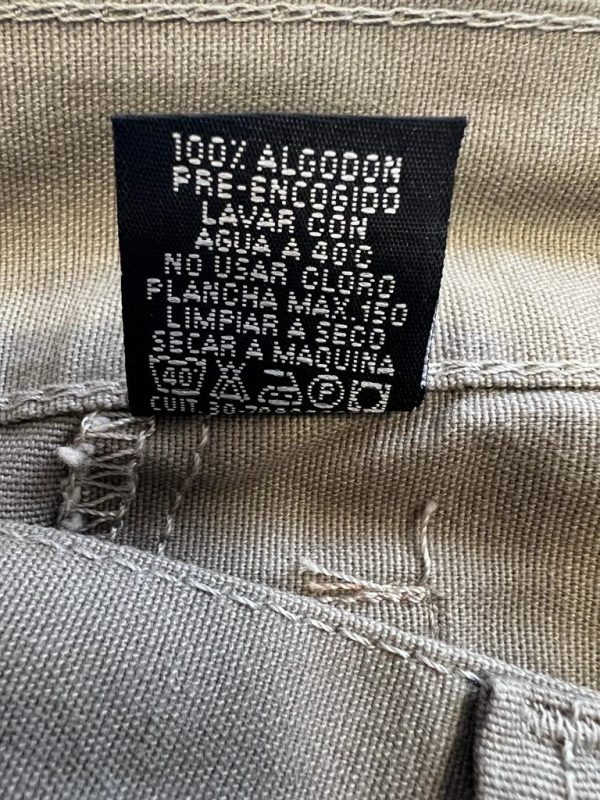 100% ALGODON
PRE-ENCOGIDO
LAVAR CON
AGUA A 40°C
NO USAR CLORO
PLANCHA MAX.150
LIMPIAR A SECO
SECAR A MAQUINA
40 P
CUIT